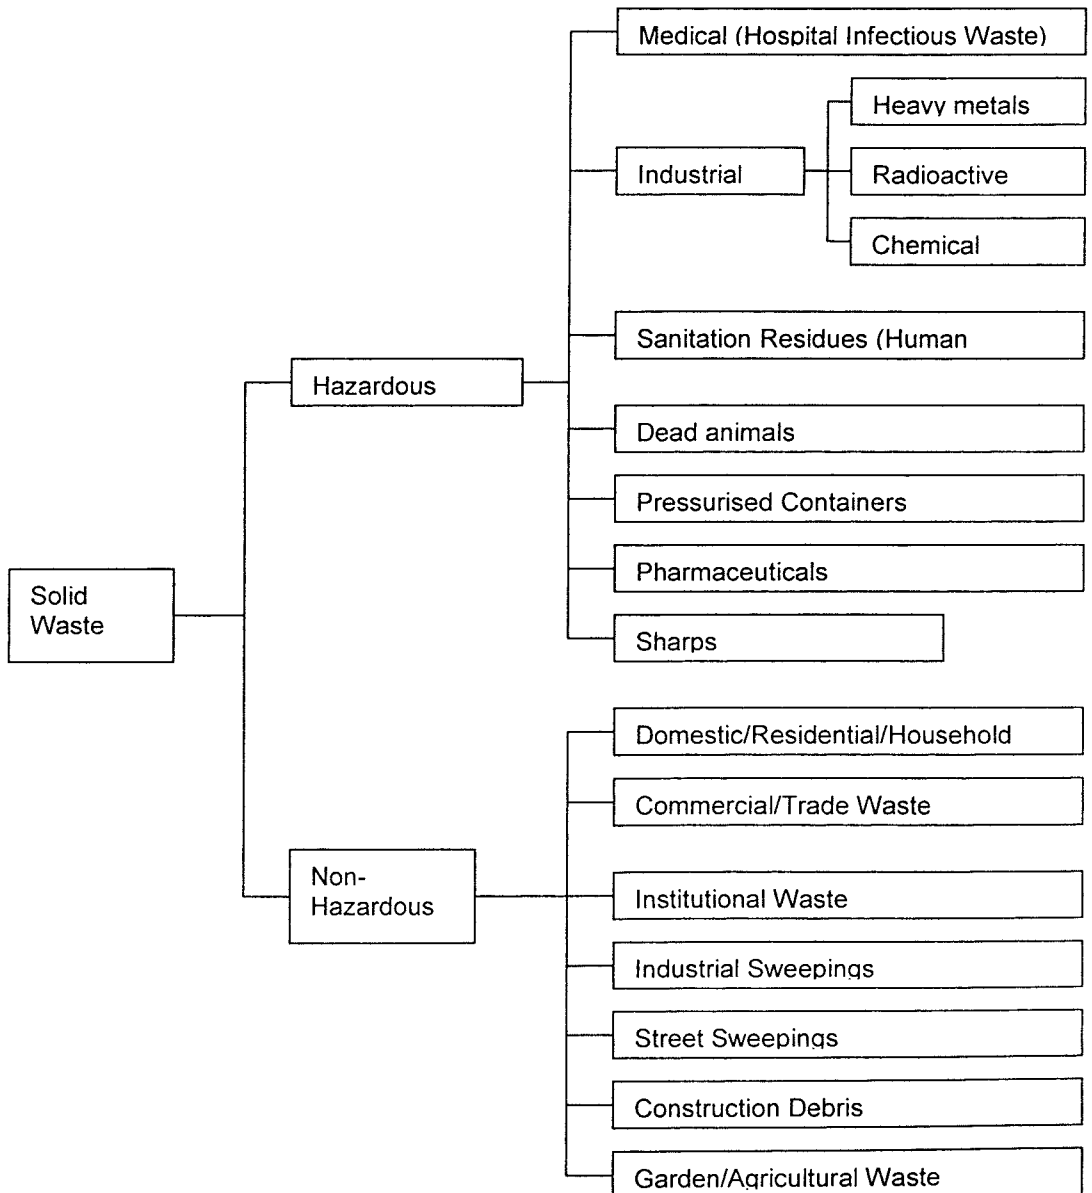 Medical (Hospital Infectious Waste)
Heavy metals
Industrial
Radioactive
Chemical
Sanitation Residues (Human
Hazardous
Dead animals
Pressurised Containers
Pharmaceuticals
Solid
Waste
Sharps
Domestic/Residential/Household
Commercial/Trade Waste
Non-
Hazardous
Institutional Waste
Industrial Sweepings
Street Sweepings
Construction Debris
Garden/Agricultural Waste